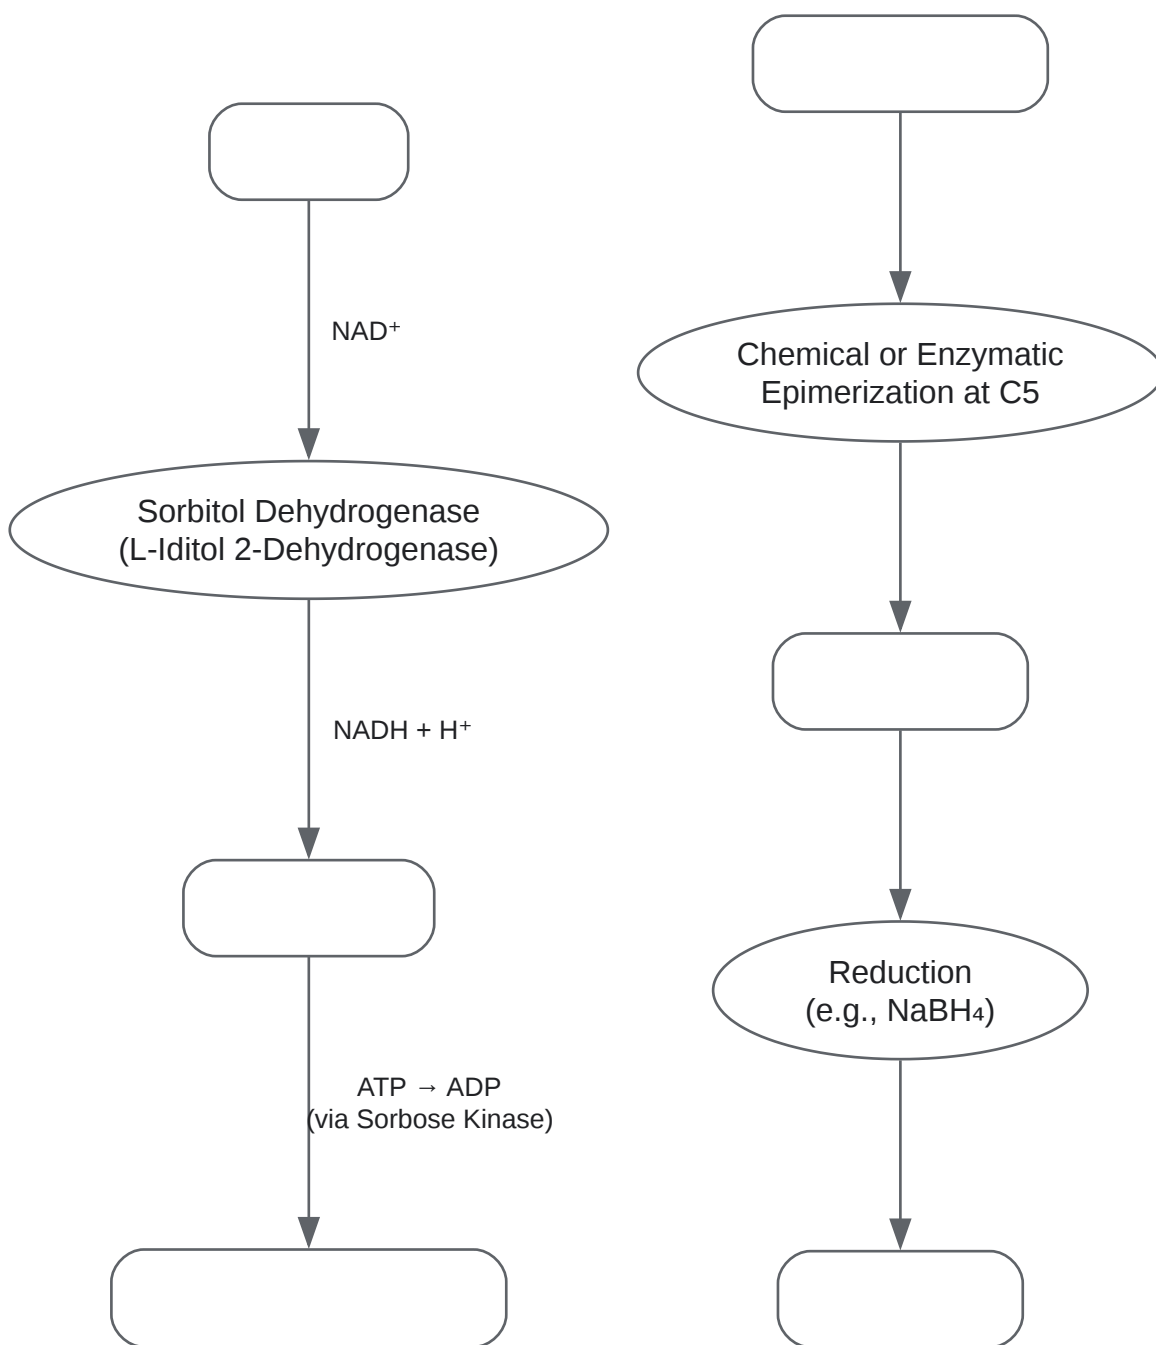 NAD⁺
Sorbitol Dehydrogenase
(L-Iditol 2-Dehydrogenase)
NADH + H⁺
ATP → ADP
(via Sorbose Kinase)
Chemical or Enzymatic
Epimerization at C5
Reduction
(e.g., NaBH₄)